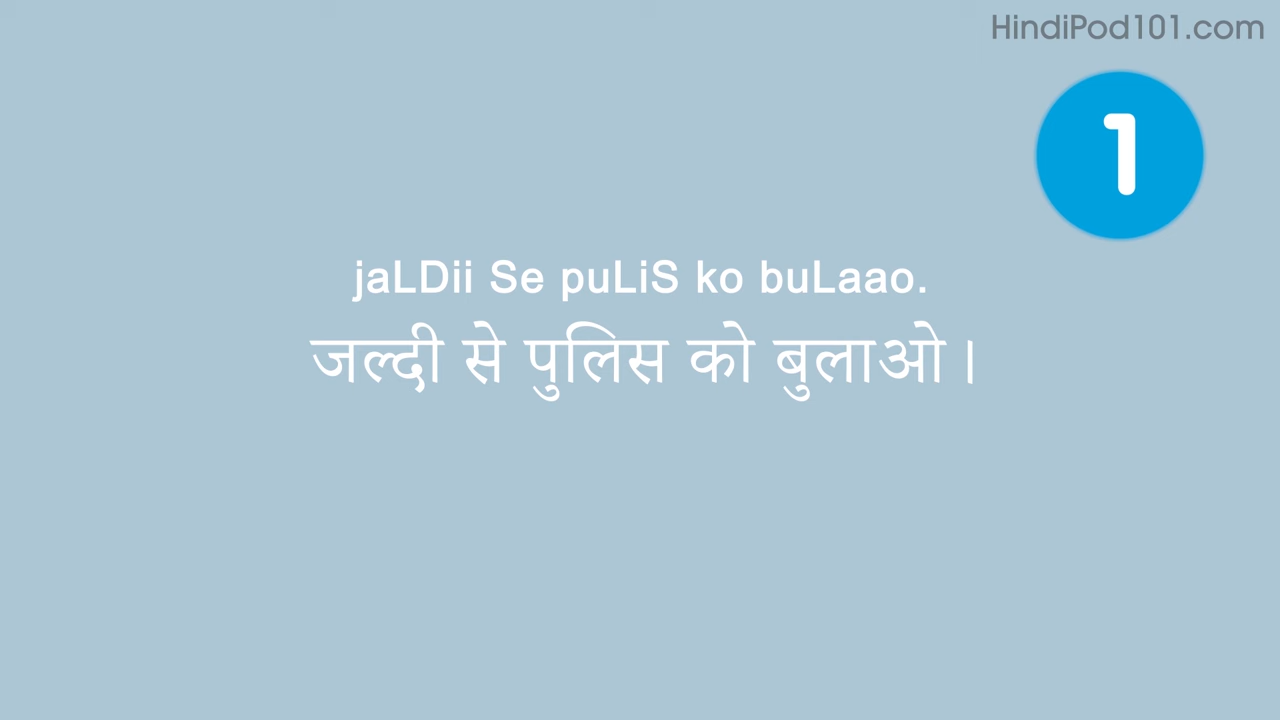 HindiPod101.com
1
jaLDii Se puLiS ko buLaao.
जल्दी से पुलिस को बुलाओ।